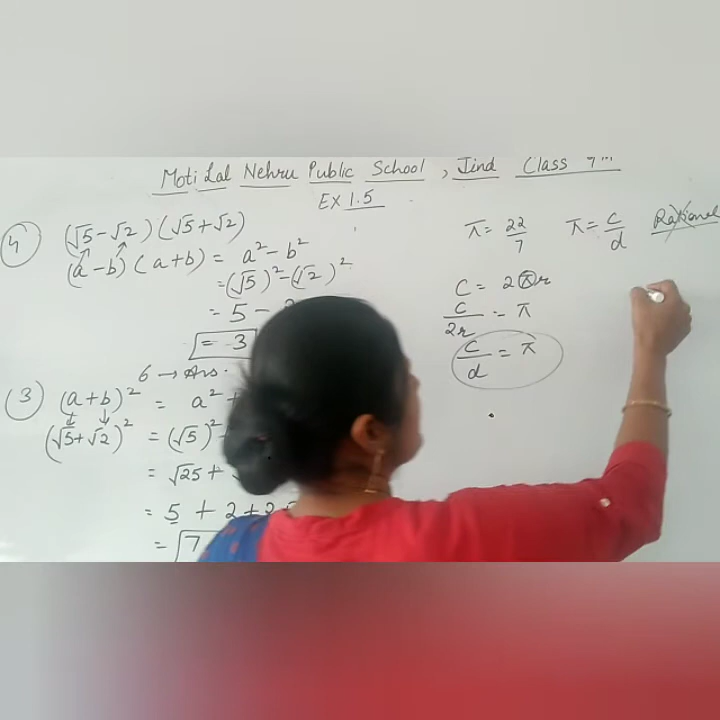 Moti Lal Nehru Public School, Jind Class 9th
EX 1.5
4 (√5-√2)(√5+√2)
(a-b)(a+b) = a²-b²
= (√5)²-(√2)²
= 5 -
= 3
6 → Ans.
(3) (a+b)² = a² +
(√5+√2)² = (√5)²
= √25 +
= 5 + 2 + 2
= 7
π = 22/7 π = c/d Rational
C = 2πr
c/2r = π
c/d = π